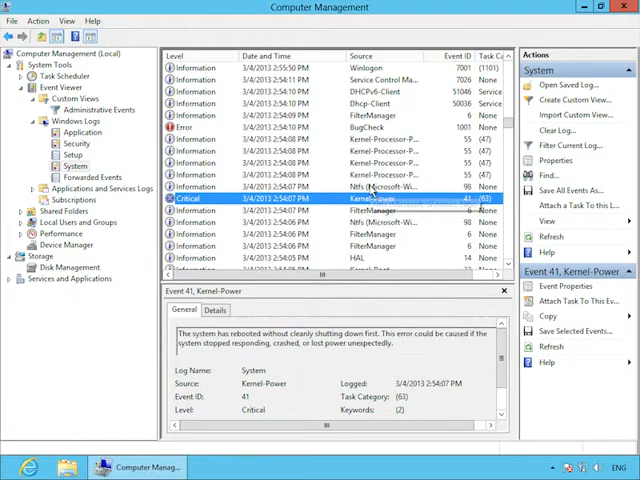 Computer Management
File Action View Help
Computer Management (Local)
System Tools
Task Scheduler
Event Viewer
Custom Views
Administrative Events
Windows Logs
Application
Security
Setup
System
Forwarded Events
Applications and Services Logs
Subscriptions
Shared Folders
Local Users and Groups
Performance
Device Manager
Storage
Disk Management
Services and Applications
Level Date and Time Source Event ID Task Ca
Information 3/4/2013 2:55:50 PM Winlogon 7001 (1101)
Information 3/4/2013 2:54:11 PM Service Control Ma... 7026 None
Information 3/4/2013 2:54:10 PM DHCPv6-Client 51046 Service
Information 3/4/2013 2:54:10 PM Dhcp-Client 50036 Service
Information 3/4/2013 2:54:10 PM FilterManager 6 None
Error 3/4/2013 2:54:10 PM BugCheck 1001 None
Information 3/4/2013 2:54:08 PM Kernel-Processor-P... 55 (47)
Information 3/4/2013 2:54:08 PM Kernel-Processor-P... 55 (47)
Information 3/4/2013 2:54:08 PM Kernel-Processor-P... 55 (47)
Information 3/4/2013 2:54:08 PM Kernel-Processor-P... 55 (47)
Information 3/4/2013 2:54:07 PM Ntfs (Microsoft-Wi... 98 None
Critical 3/4/2013 2:54:07 PM Kernel-Power 41 (63)
Information 3/4/2013 2:54:07 PM FilterManager 6 None
Information 3/4/2013 2:54:06 PM Ntfs (Microsoft-Wi... 98 None
Information 3/4/2013 2:54:06 PM FilterManager 6 None
Information 3/4/2013 2:54:06 PM HAL 14 None
Event 41, Kernel-Power
General Details
The system has rebooted without cleanly shutting down first. This error could be caused if the
system stopped responding, crashed, or lost power unexpectedly.
Log Name: System
Source: Kernel-Power Logged: 3/4/2013 2:54:07 PM
Event ID: 41 Task Category: (63)
Level: Critical Keywords: (2)
Actions
System
Open Saved Log...
Create Custom View...
Import Custom View...
Clear Log...
Filter Current Log...
Properties
Find...
Save All Events As...
Attach a Task To this L...
View
Refresh
Help
Event 41, Kernel-Power
Event Properties
Attach Task To This Ev...
Copy
Save Selected Events...
Refresh
Help
Computer Manag... ENG